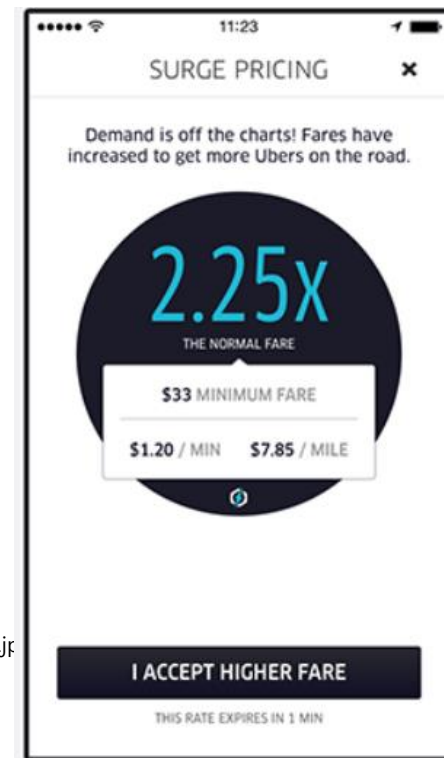 11:23
SURGE PRICING ×
Demand is off the charts! Fares have
increased to get more Ubers on the road.
2.25x
THE NORMAL FARE
$33 MINIMUM FARE
$1.20 / MIN $7.85 / MILE
.jp
I ACCEPT HIGHER FARE
THIS RATE EXPIRES IN 1 MIN